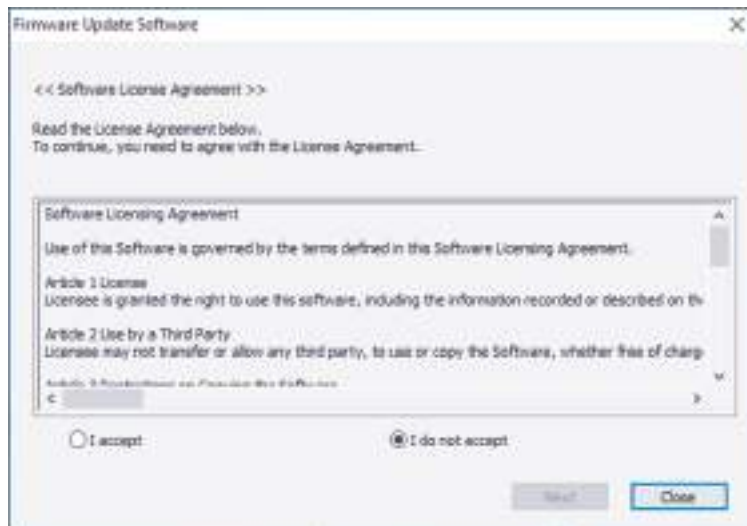 Firmware Update Software
<< Software License Agreement >>
Read the License Agreement below.
To continue, you need to agree with the License Agreement.
Software Licensing Agreement
Use of this Software is governed by the terms defined in this Software Licensing Agreement.
Article 1 License
Licensee is granted the right to use this software, including the information recorded or described on th
Article 2 Use by a Third Party
Licensee may not transfer or allow any third party, to use or copy the Software, whether free of charg
I accept
I do not accept
Next
Close